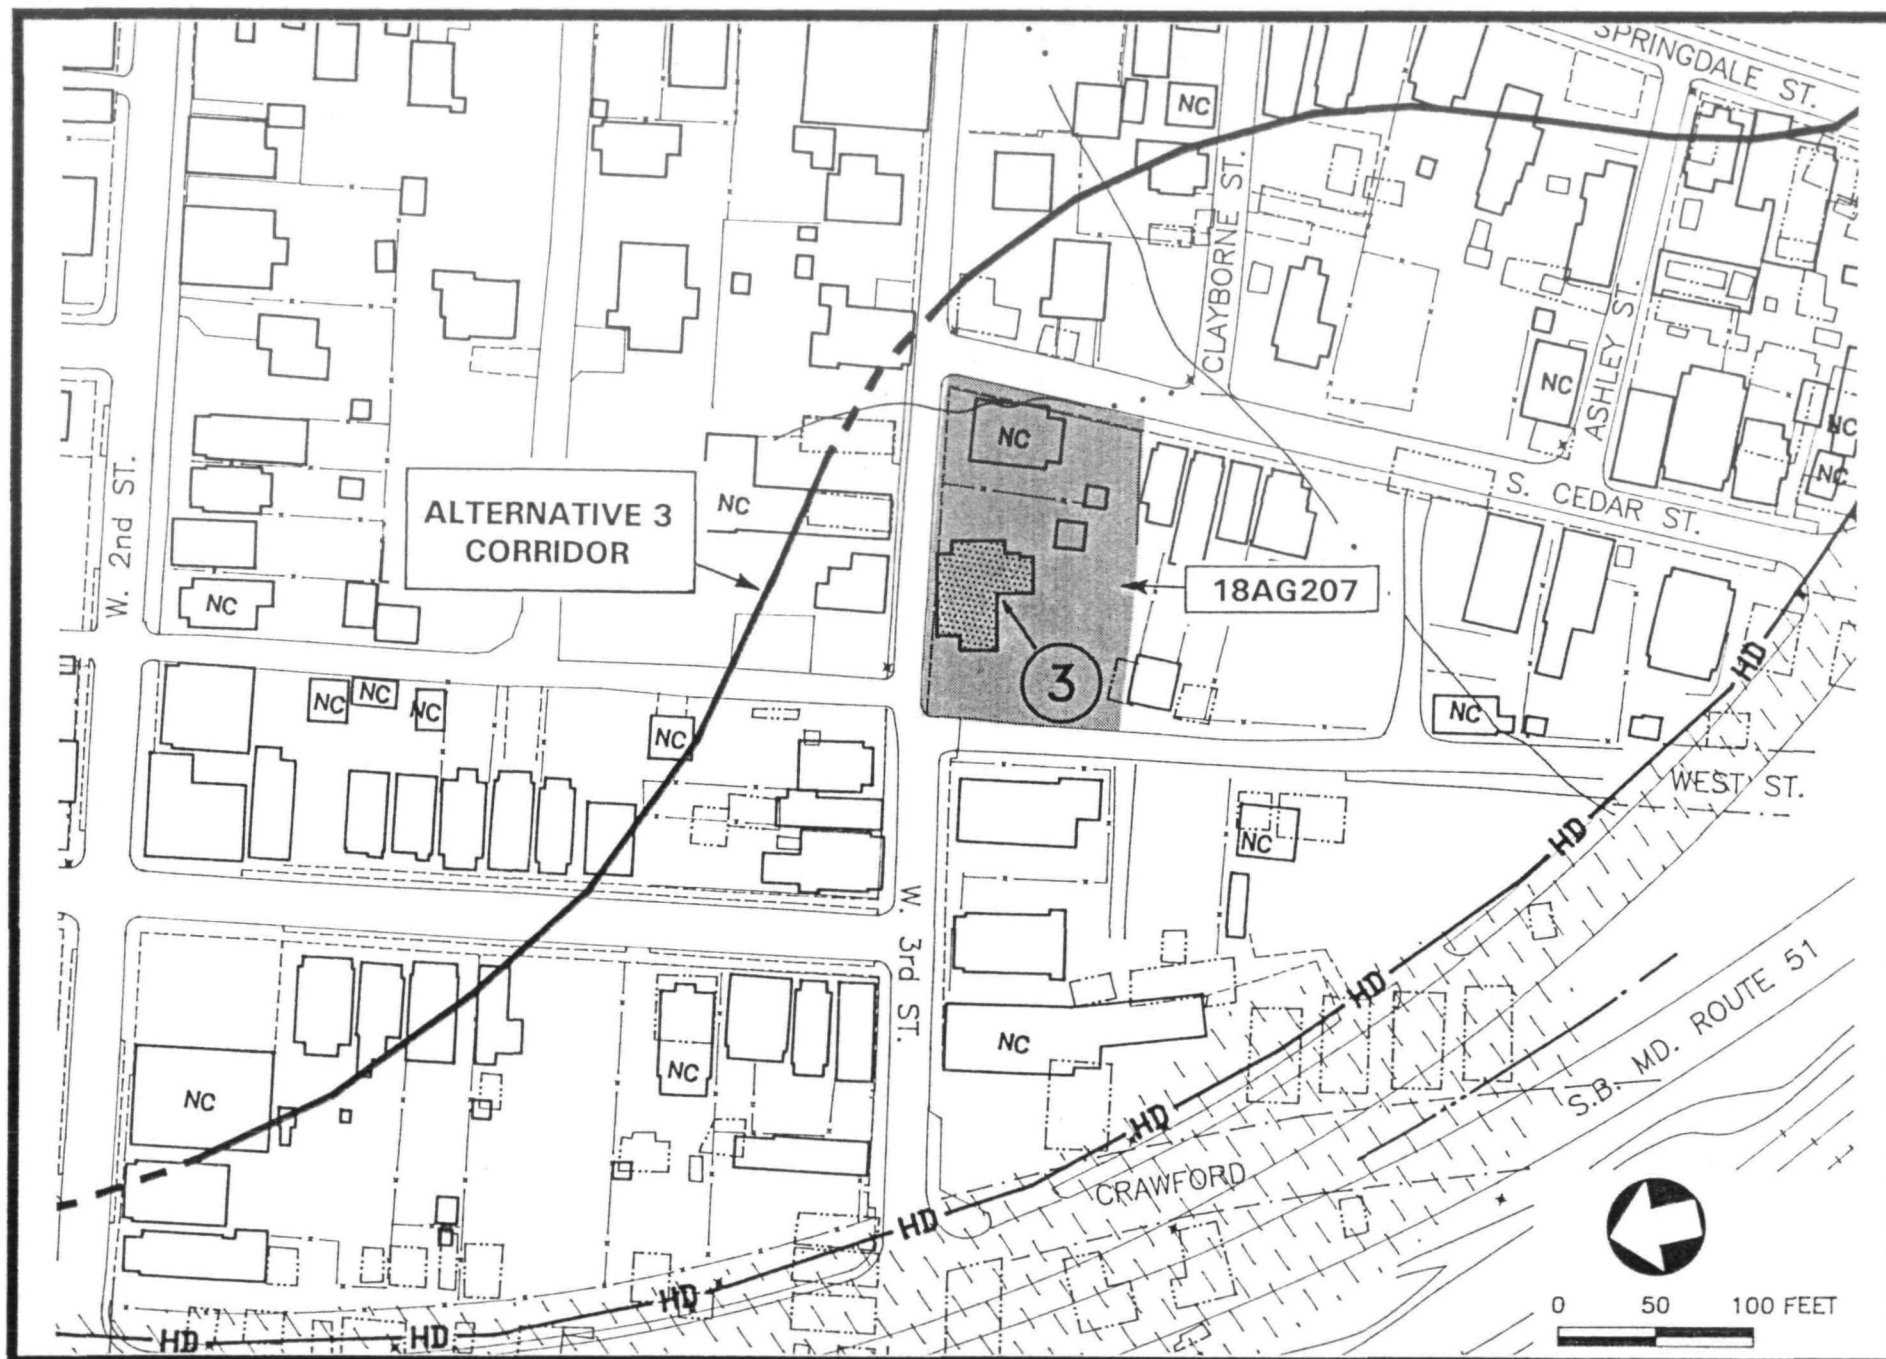 SPRINGDALE ST.
NC
CLAYBORNE ST.
NC
ASHLEY ST.
NC
NC
NC
S. CEDAR ST.
NC
ALTERNATIVE 3
CORRIDOR
W. 2nd ST.
NC
18AG207
3
HD
NC
NC
NC
NC
NC
WEST ST.
HD
NC
W. 3rd ST.
HD
NC
NC
NC
S.B. MD. ROUTE 51
HD
CRAWFORD
HD
HD
HD
HD
0 50 100 FEET